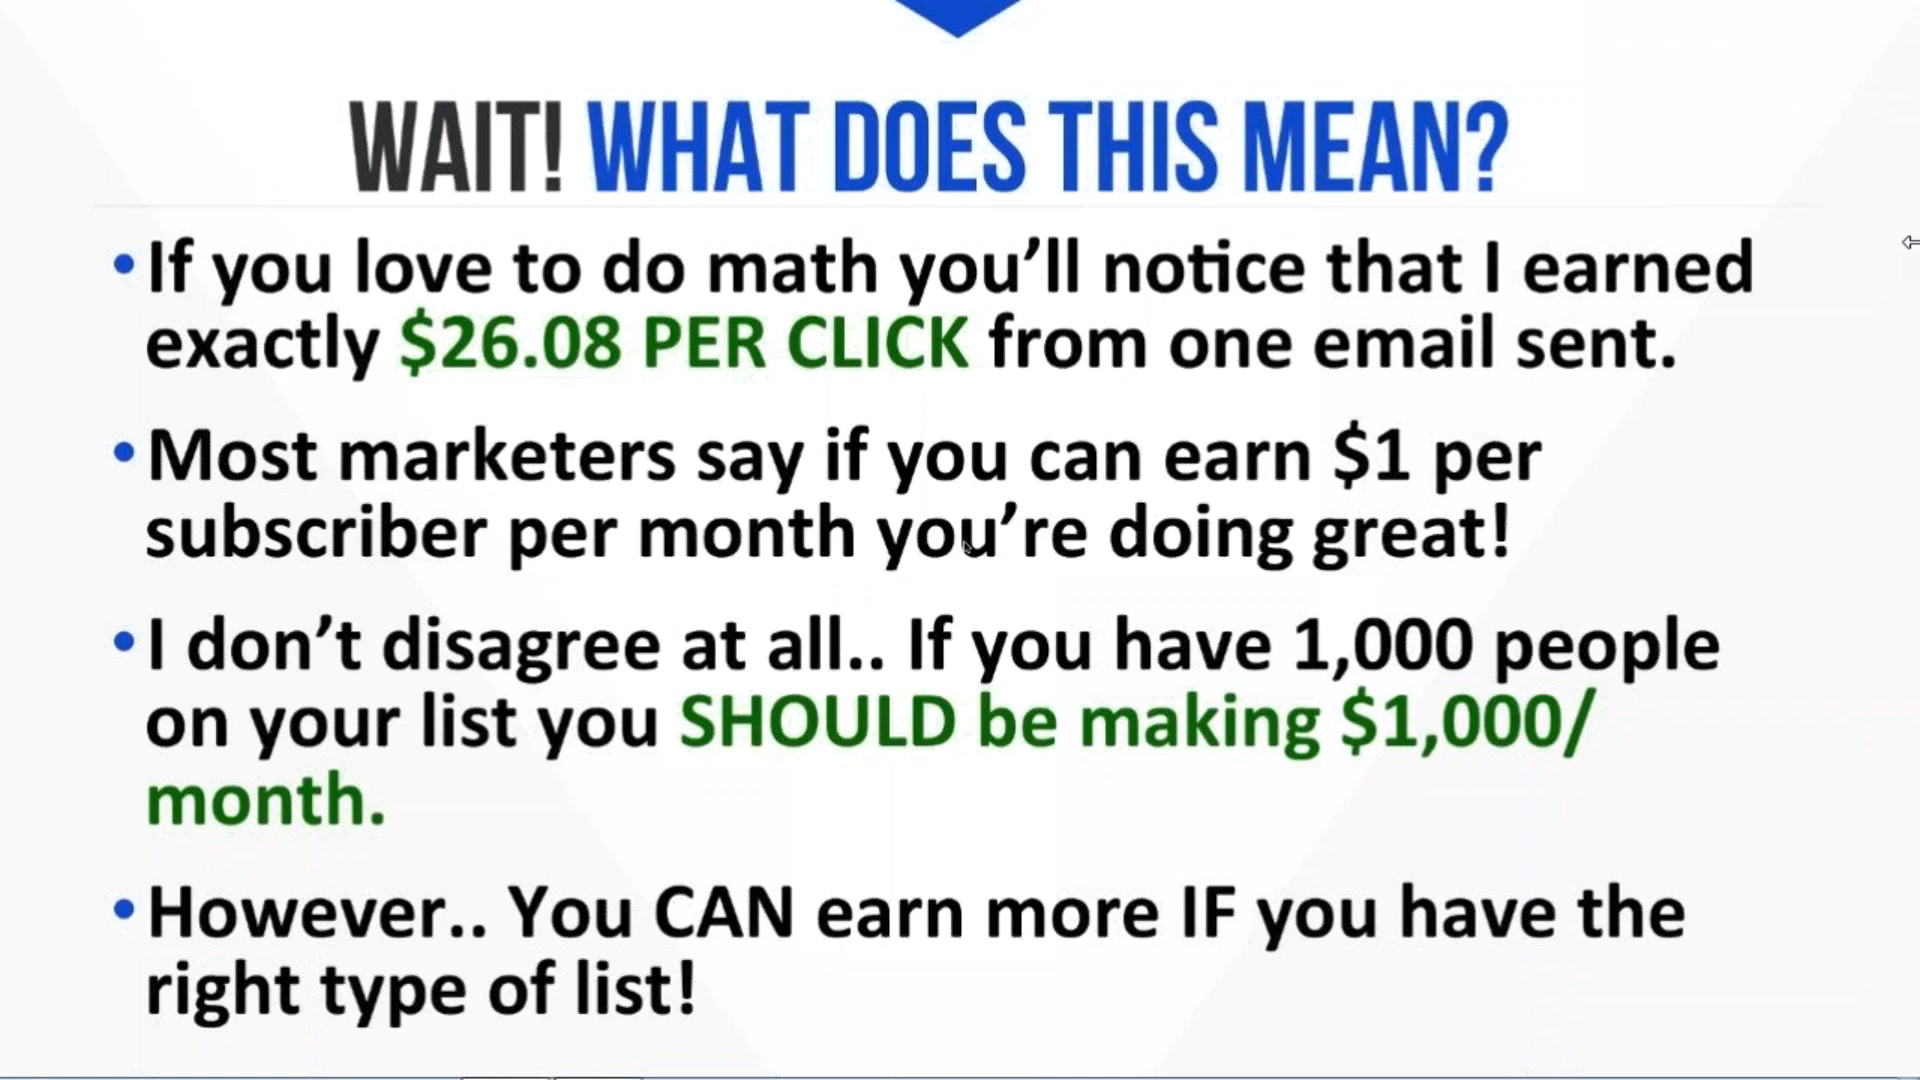 WAIT! WHAT DOES THIS MEAN?
•If you love to do math you’ll notice that I earned
exactly $26.08 PER CLICK from one email sent.
•Most marketers say if you can earn $1 per
subscriber per month you’re doing great!
•I don’t disagree at all.. If you have 1,000 people
on your list you SHOULD be making $1,000/
month.
•However.. You CAN earn more IF you have the
right type of list!